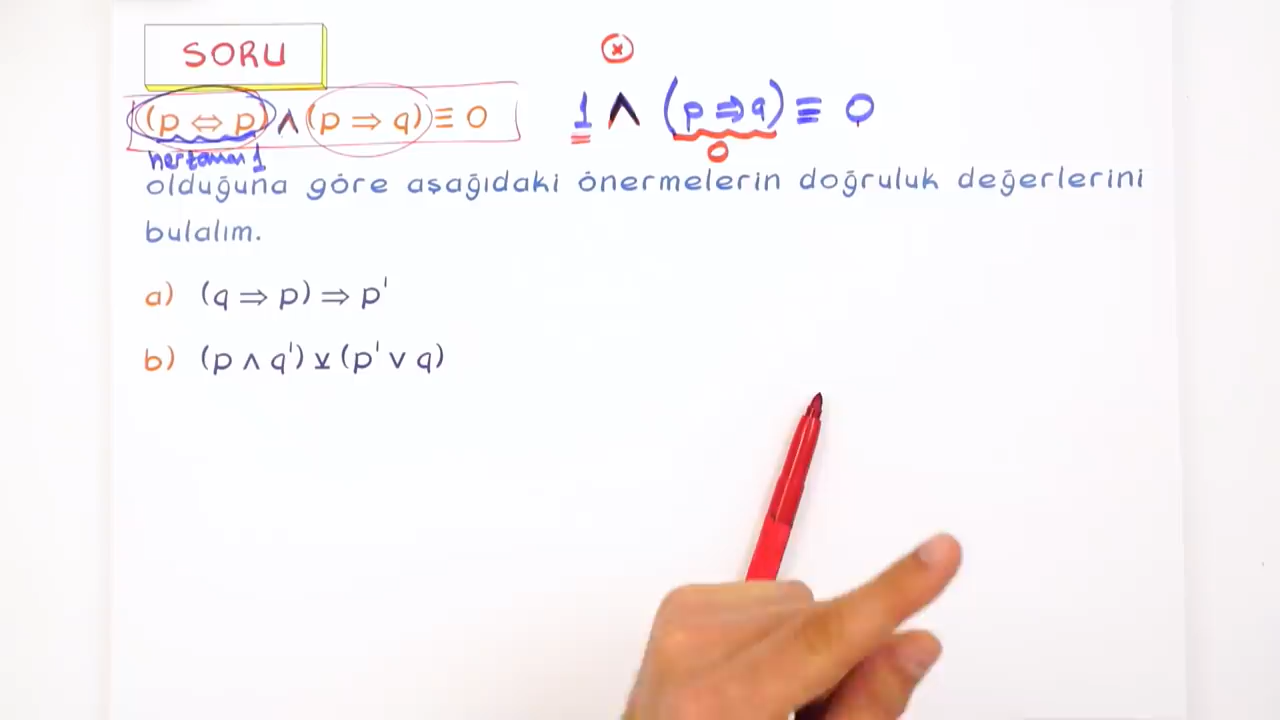 SORU
(p ⇔ p) ∧ (p ⇒ q) ≡ 0
her zaman 1
ⓧ
1 ∧ (p ⇒ q) ≡ 0
0
olduğuna göre aşağıdaki önermelerin doğruluk değerlerini
bulalım.
a) (q ⇒ p) ⇒ p'
b) (p ∧ q') ⊻ (p' ∨ q)